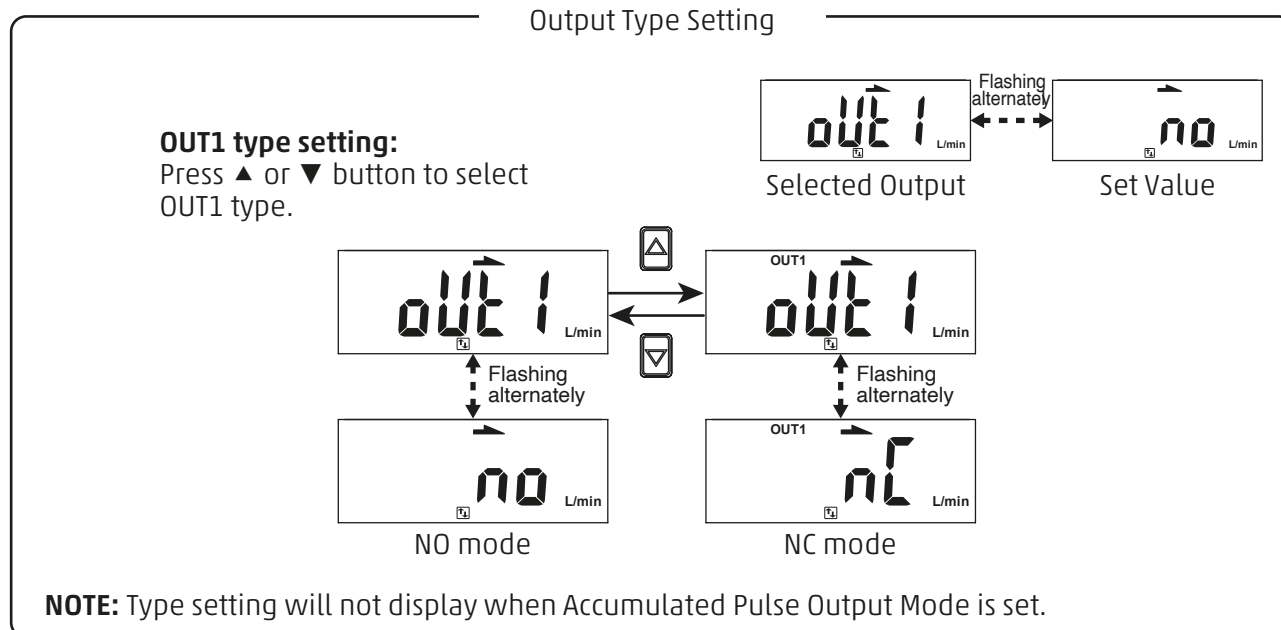 Output Type Setting
OUT1 type setting:
Press ▲ or ▼ button to select
OUT1 type.
oUt1
L/min
Flashing
alternately
no
L/min
Selected Output
Set Value
oUt1
L/min
OUT1
oUt1
L/min
Flashing
alternately
Flashing
alternately
no
L/min
OUT1
nC
L/min
NO mode
NC mode
NOTE: Type setting will not display when Accumulated Pulse Output Mode is set.